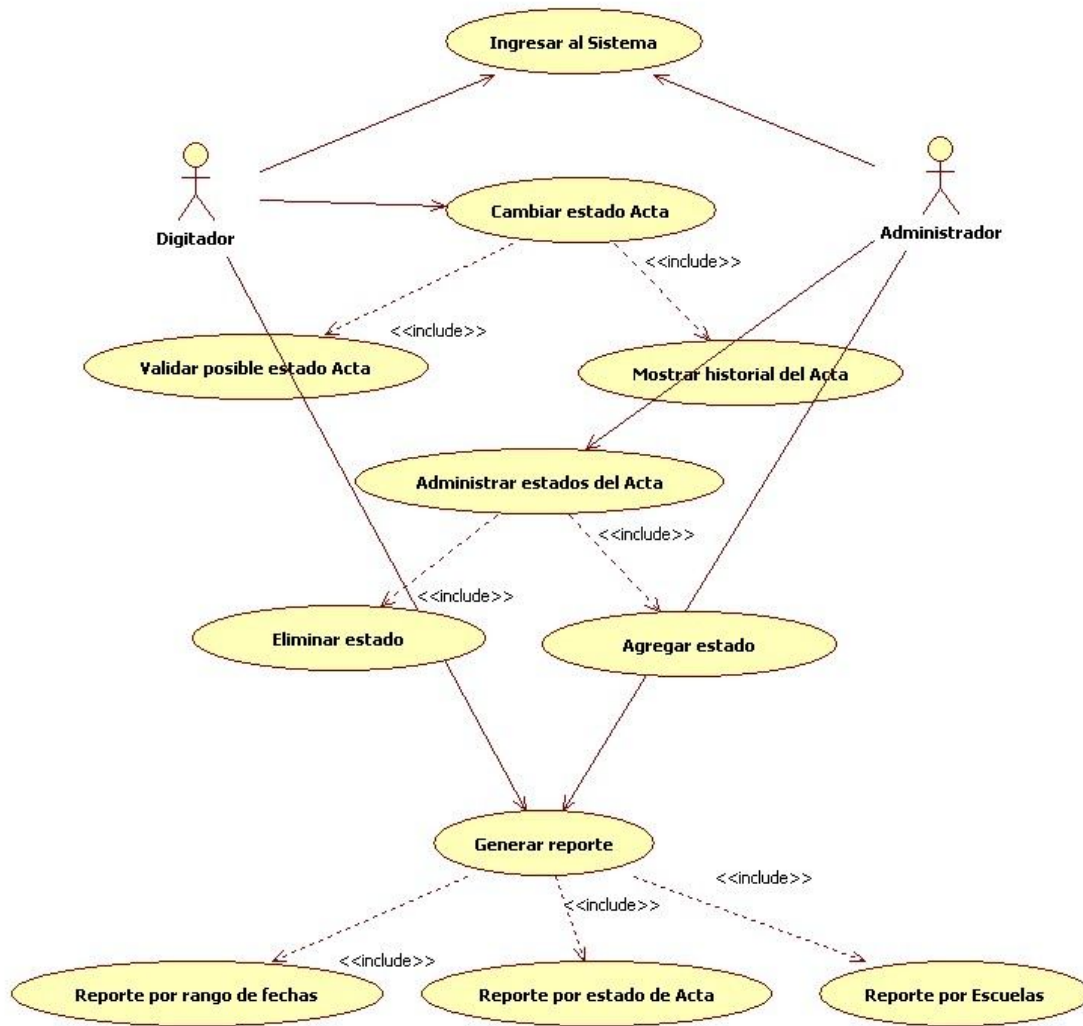 Ingresar al Sistema
Digitador
Cambiar estado Acta
Administrador
<<include>>
<<include>>
Validar posible estado Acta
Mostrar historial del Acta
Administrar estados del Acta
<<include>>
<<include>>
Eliminar estado
Agregar estado
Generar reporte
<<include>>
<<include>>
<<include>>
Reporte por rango de fechas
Reporte por estado de Acta
Reporte por Escuelas